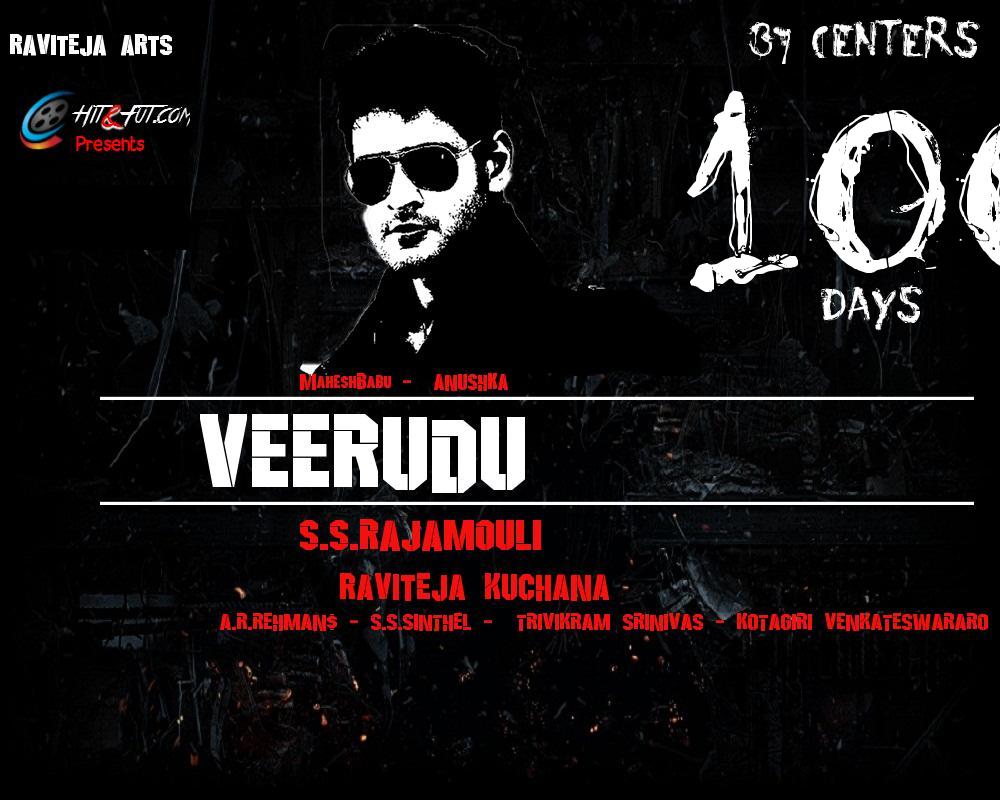 RAVITEJA ARTS
HIT&FUT.COM
Presents
37 CENTERS
100
DAYS
MAHESHBABU - ANUSHKA
VEERUDU
S.S.RAJAMOULI
RAVITEJA KUCHANA
A.R.REHMANS - S.S.SINTHEL - TRIVIKRAM SRINIVAS - KOTAGIRI VENKATESWARARO